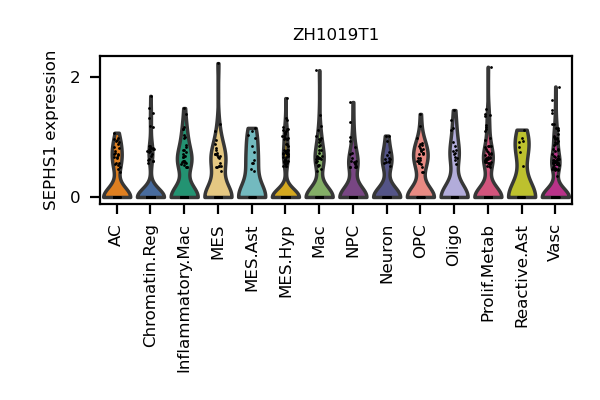 ZH1019T1
SEPHS1 expression
2
0
AC
Chromatin.Reg
Inflammatory.Mac
MES
MES.Ast
MES.Hyp
Mac
NPC
Neuron
OPC
Oligo
Prolif.Metab
Reactive.Ast
Vasc